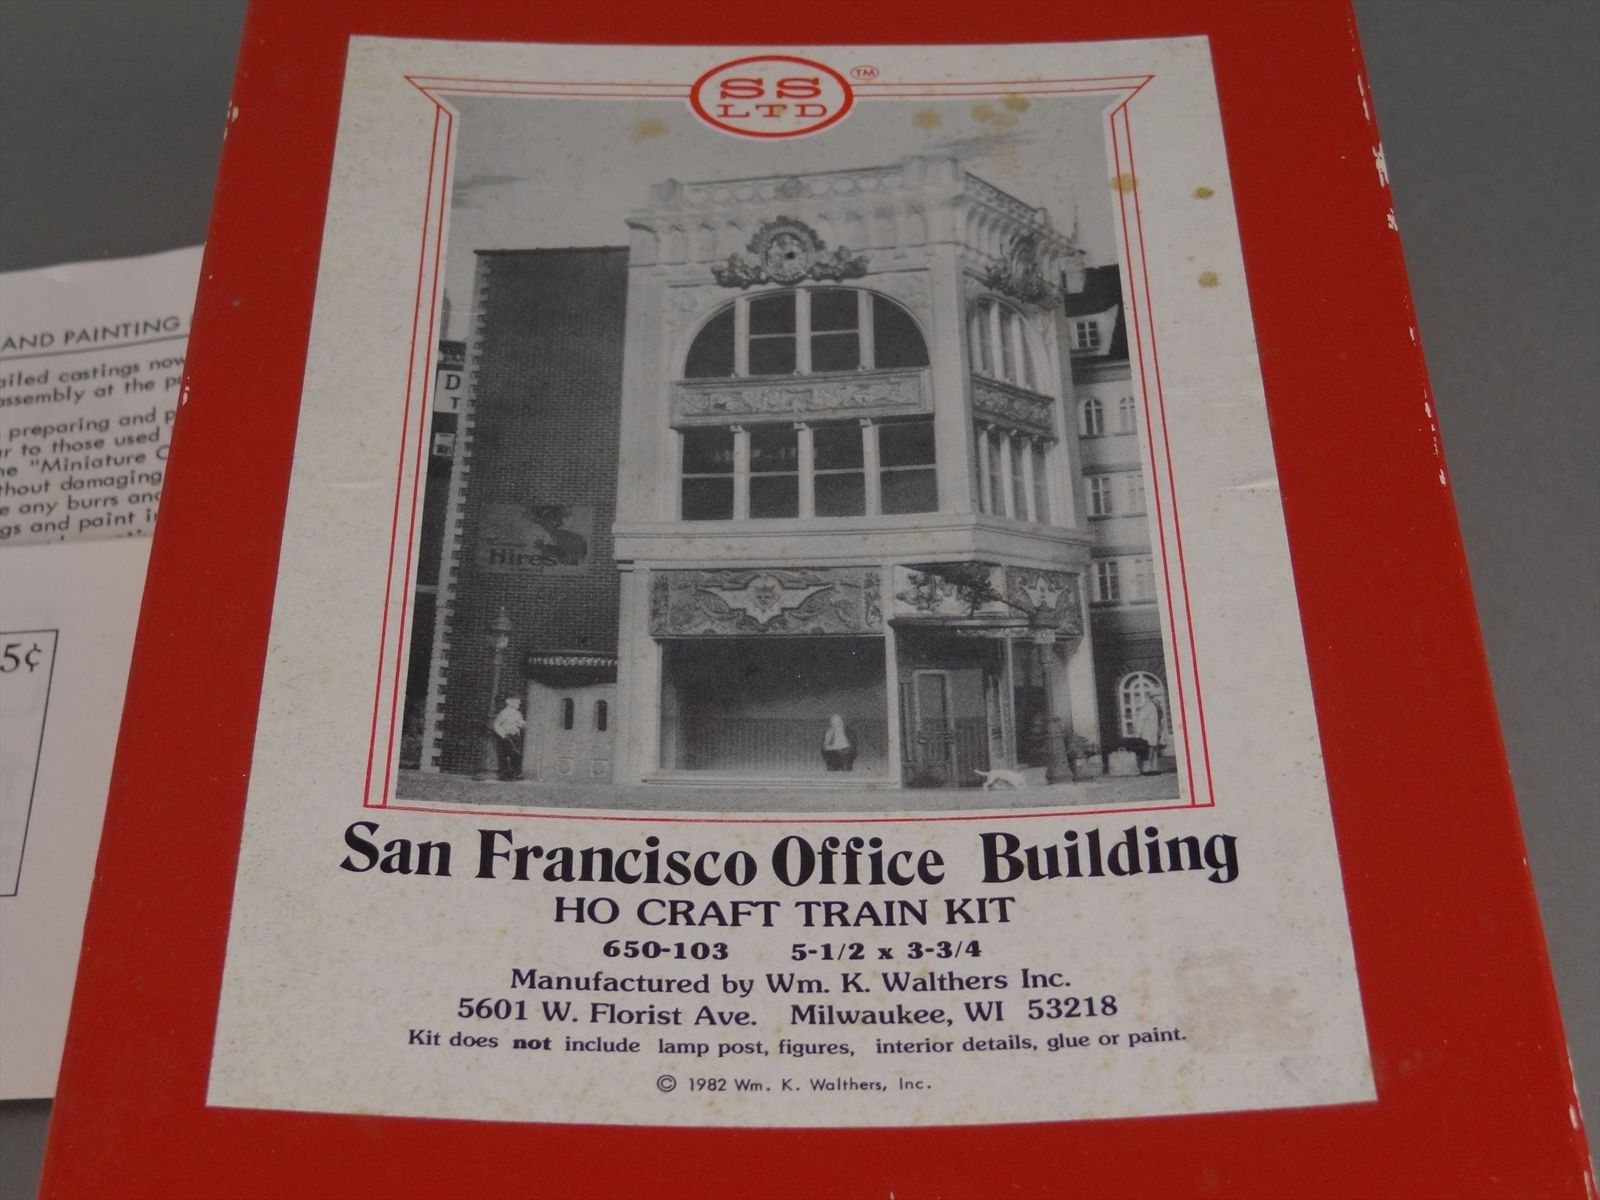 SS
LTD
TM
D
T
Hires
San Francisco Office Building
HO CRAFT TRAIN KIT
650-103 5-1/2 x 3-3/4
Manufactured by Wm. K. Walthers Inc.
5601 W. Florist Ave. Milwaukee, WI 53218
Kit does not include lamp post, figures, interior details, glue or paint.
© 1982 Wm. K. Walthers, Inc.
AND PAINTING
ailed castings now
assembly at the
preparing and
to those used
"Miniature
thout damaging
any burrs and
gs and paint
5¢